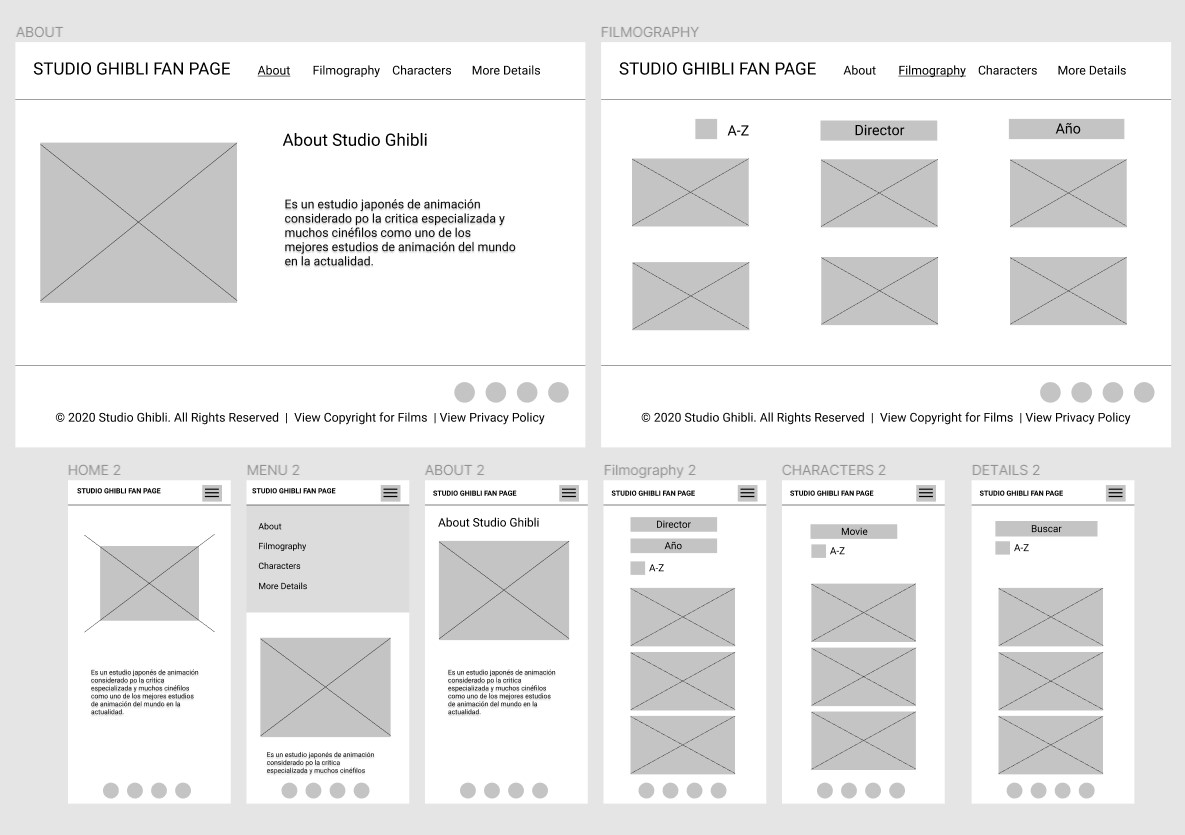 ABOUT
STUDIO GHIBLI FAN PAGE About Filmography Characters More Details
About Studio Ghibli
Es un estudio japonés de animación
considerado po la critica especializada y
muchos cinéfilos como uno de los
mejores estudios de animación del mundo
en la actualidad.
© 2020 Studio Ghibli. All Rights Reserved | View Copyright for Films | View Privacy Policy
FILMOGRAPHY
STUDIO GHIBLI FAN PAGE About Filmography Characters More Details
A-Z Director Año
© 2020 Studio Ghibli. All Rights Reserved | View Copyright for Films | View Privacy Policy
HOME 2
STUDIO GHIBLI FAN PAGE
Es un estudio japonés de animación
considerado po la critica
especializada y muchos cinéfilos
como uno de los mejores estudios
de animación del mundo en la
actualidad.
MENU 2
STUDIO GHIBLI FAN PAGE
About
Filmography
Characters
More Details
Es un estudio japonés de animación
considerado po la critica
especializada y muchos cinéfilos
ABOUT 2
STUDIO GHIBLI FAN PAGE
About Studio Ghibli
Es un estudio japonés de animación
considerado po la critica
especializada y muchos cinéfilos
como uno de los mejores estudios
de animación del mundo en la
actualidad.
Filmography 2
STUDIO GHIBLI FAN PAGE
Director
Año
A-Z
CHARACTERS 2
STUDIO GHIBLI FAN PAGE
Movie
A-Z
DETAILS 2
STUDIO GHIBLI FAN PAGE
Buscar
A-Z